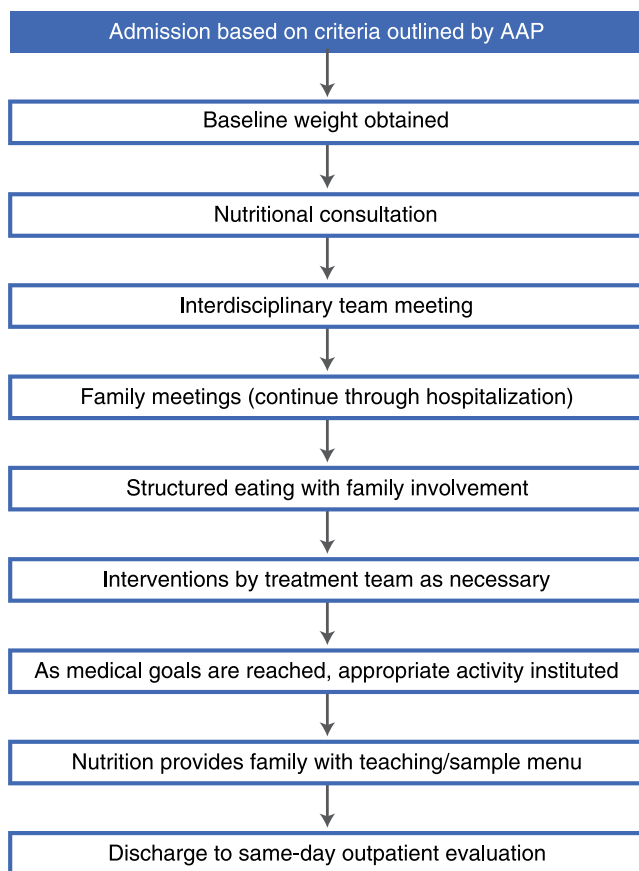 Admission based on criteria outlined by AAP
Baseline weight obtained
Nutritional consultation
Interdisciplinary team meeting
Family meetings (continue through hospitalization)
Structured eating with family involvement
Interventions by treatment team as necessary
As medical goals are reached, appropriate activity instituted
Nutrition provides family with teaching/sample menu
Discharge to same-day outpatient evaluation